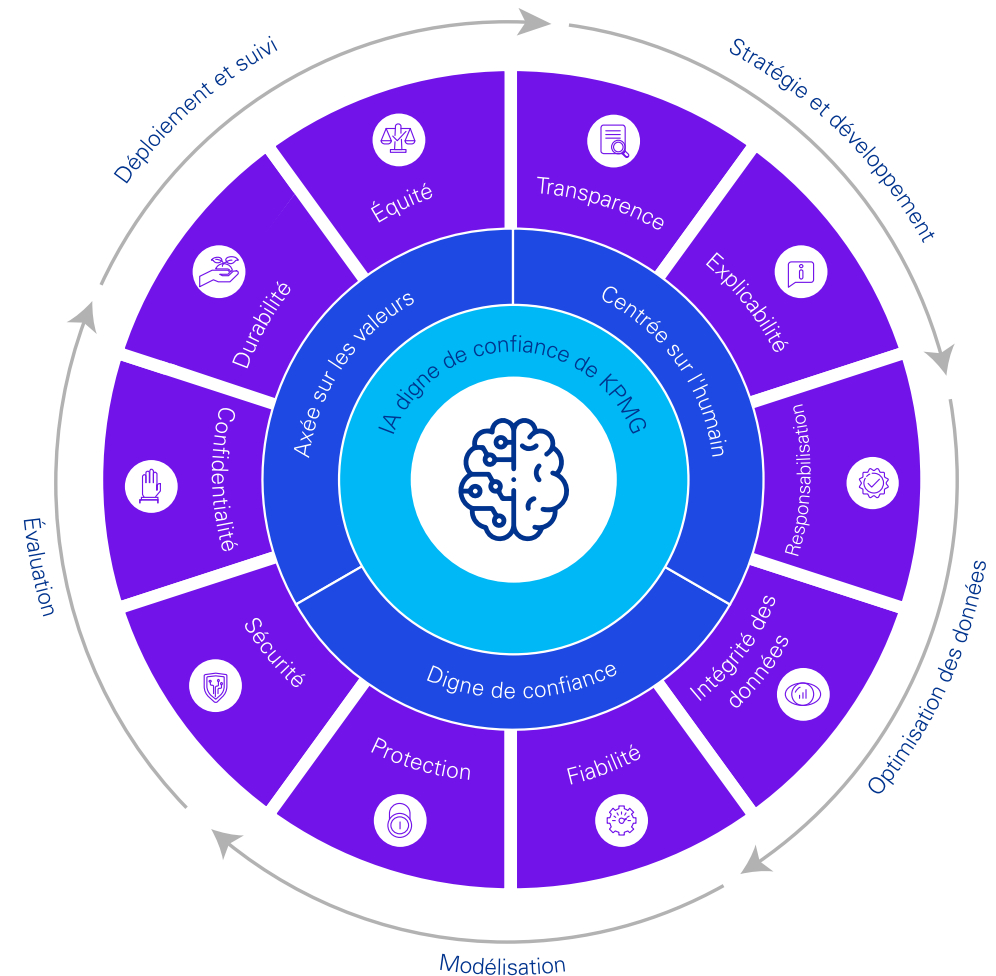 Déploiement et suivi
Stratégie et développement
Optimisation des données
Modélisation
Évaluation
Équité
Transparence
Explicabilité
Responsabilisation
Intégrité des
données
Fiabilité
Protection
Sécurité
Confidentialité
Durabilité
Axée sur les valeurs
Centrée sur l'humain
Digne de confiance
IA digne de confiance de KPMG